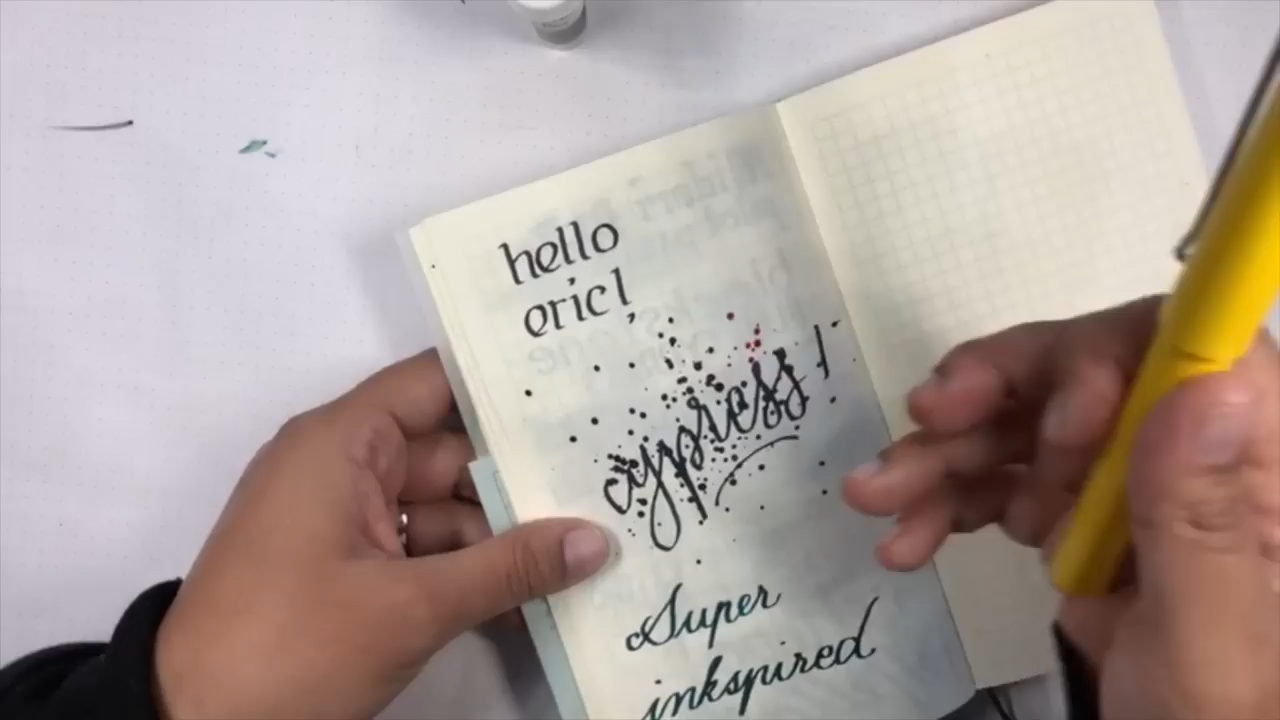 hello
eric!,
cypress!
Super
inkspired